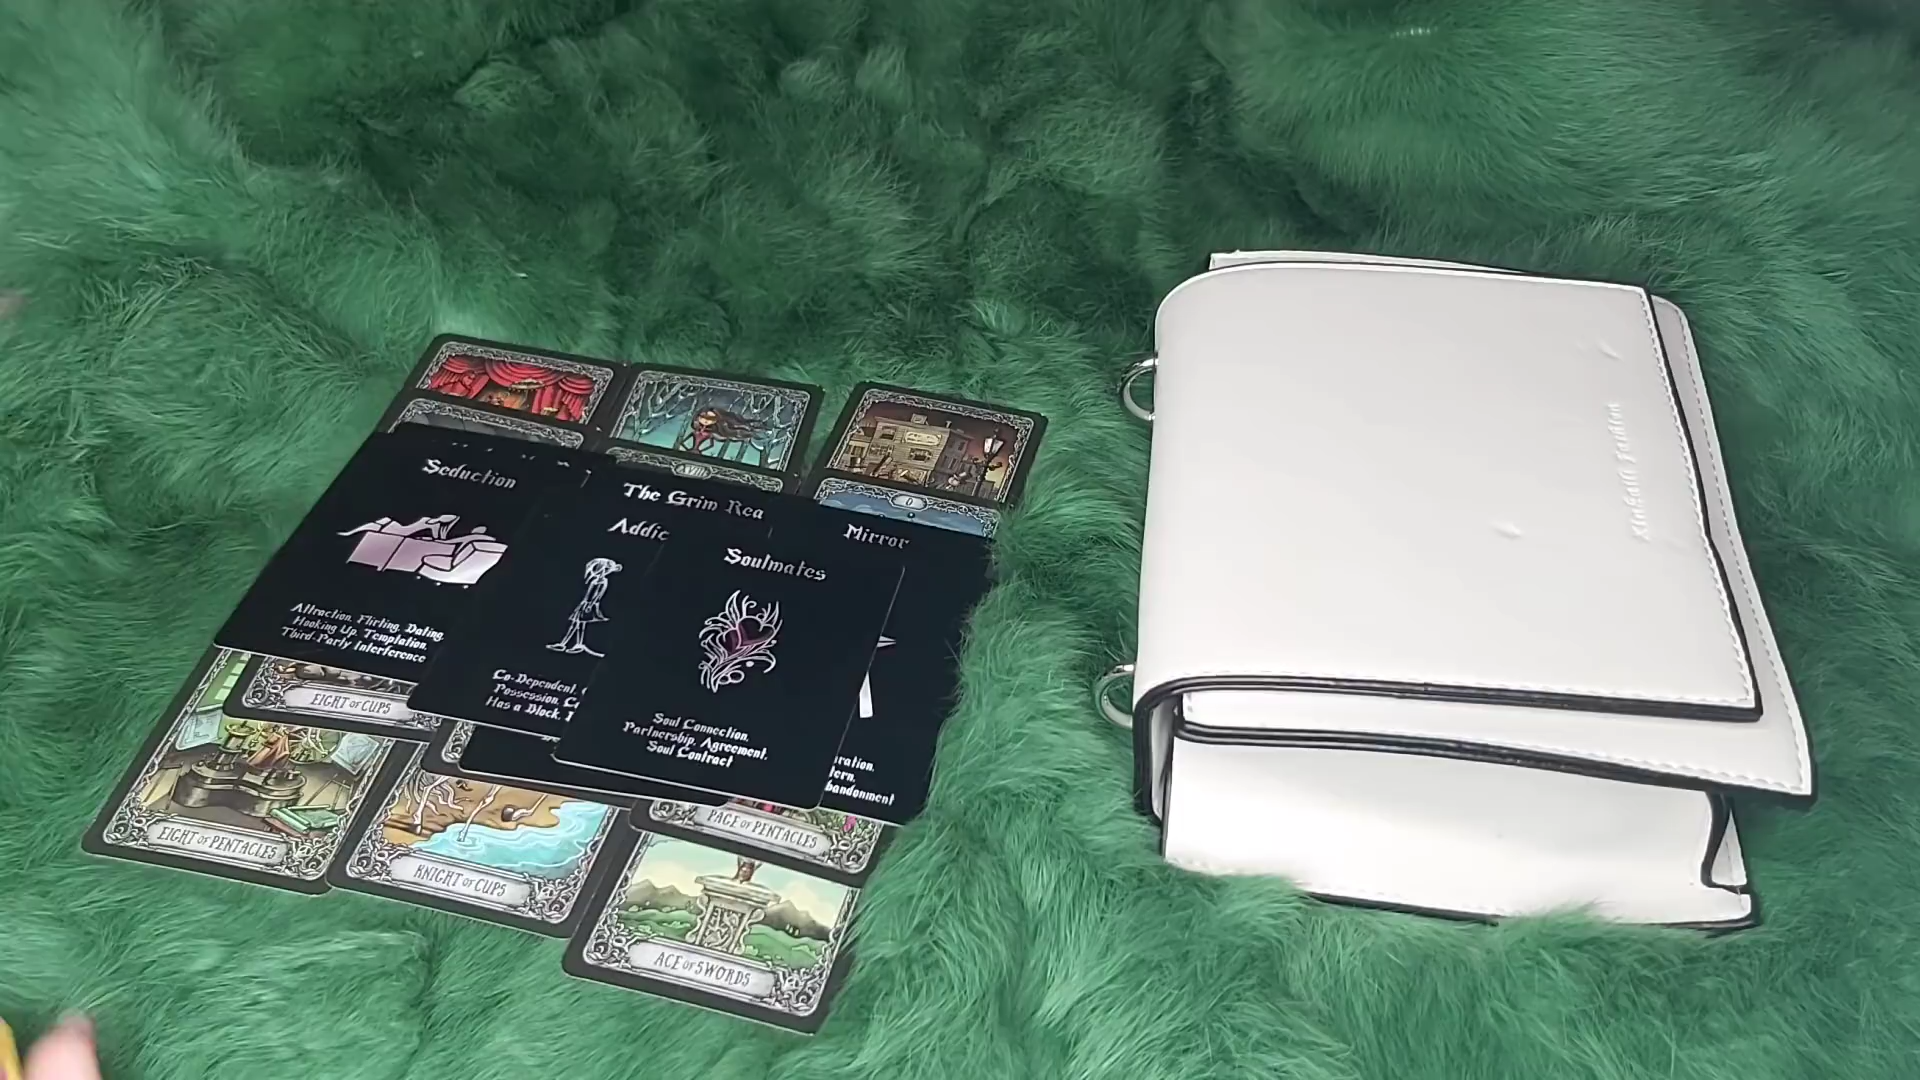 XVIII
0
Seduction
Attraction, Flirting, Dating,
Hooking Up, Temptation,
Third-Party Interference
The Grim Rea
Addic
Co-Dependent,
Possession,
Has a Block,
Soulmates
Soul Connection,
Partnership, Agreement,
Soul Contract
Mirror
bandonment
EIGHT OF CUPS
EIGHT OF PENTACLES
KNIGHT OF CUPS
PAGE OF PENTACLES
ACE OF SWORDS